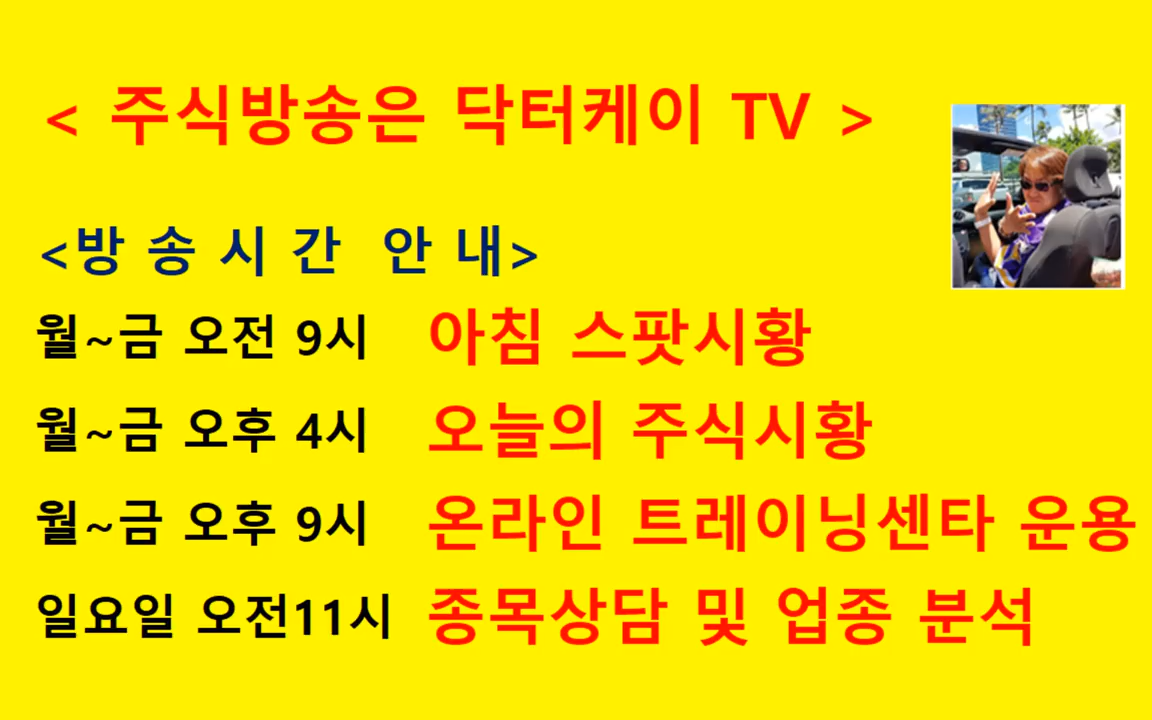 < 주식방송은 닥터케이 TV >
<방 송 시 간 안 내>
월~금 오전 9시 아침 스팟시황
월~금 오후 4시 오늘의 주식시황
월~금 오후 9시 온라인 트레이닝센타 운용
일요일 오전11시 종목상담 및 업종 분석